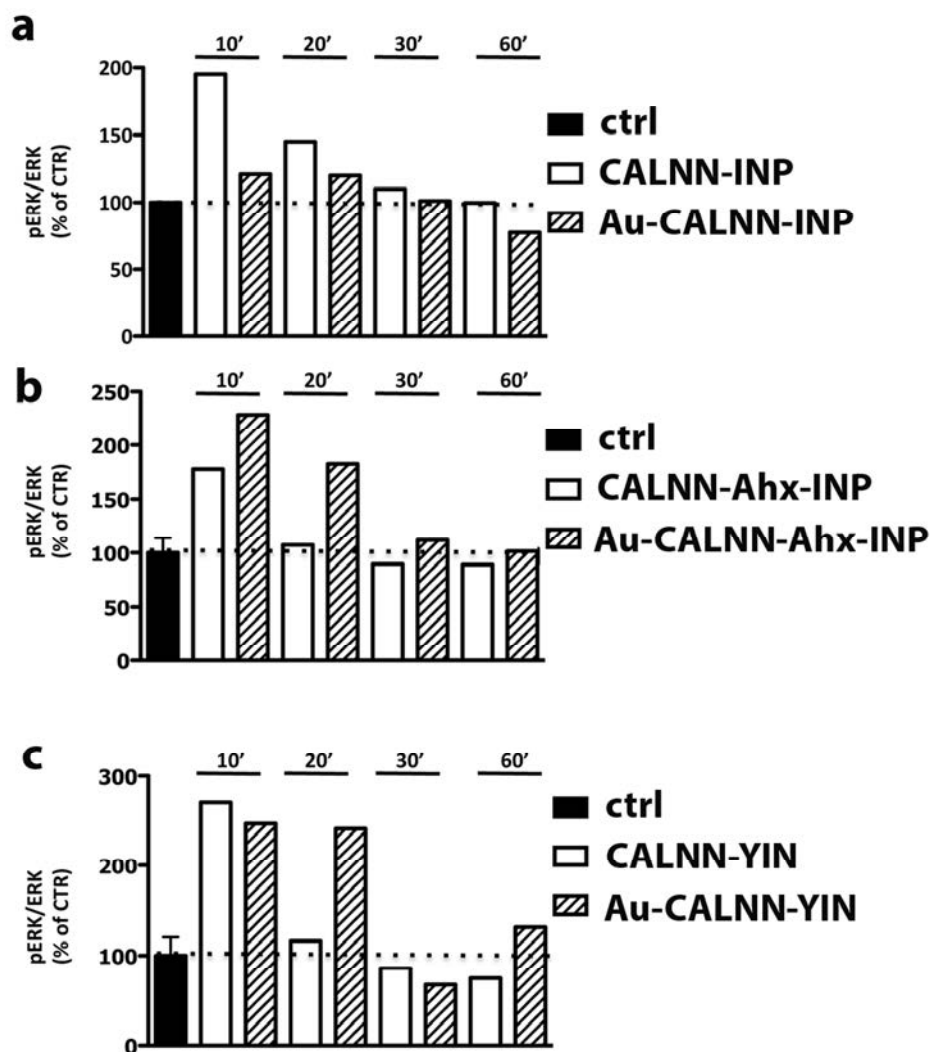 a
10’ 20’ 30’ 60’
200
150
100
50
0
pERK/ERK
(% of CTR)
ctrl
CALNN-INP
Au-CALNN-INP
b
10’ 20’ 30’ 60’
250
200
150
100
50
0
pERK/ERK
(% of CTR)
ctrl
CALNN-Ahx-INP
Au-CALNN-Ahx-INP
c
10’ 20’ 30’ 60’
300
200
100
0
pERK/ERK
(% of CTR)
ctrl
CALNN-YIN
Au-CALNN-YIN